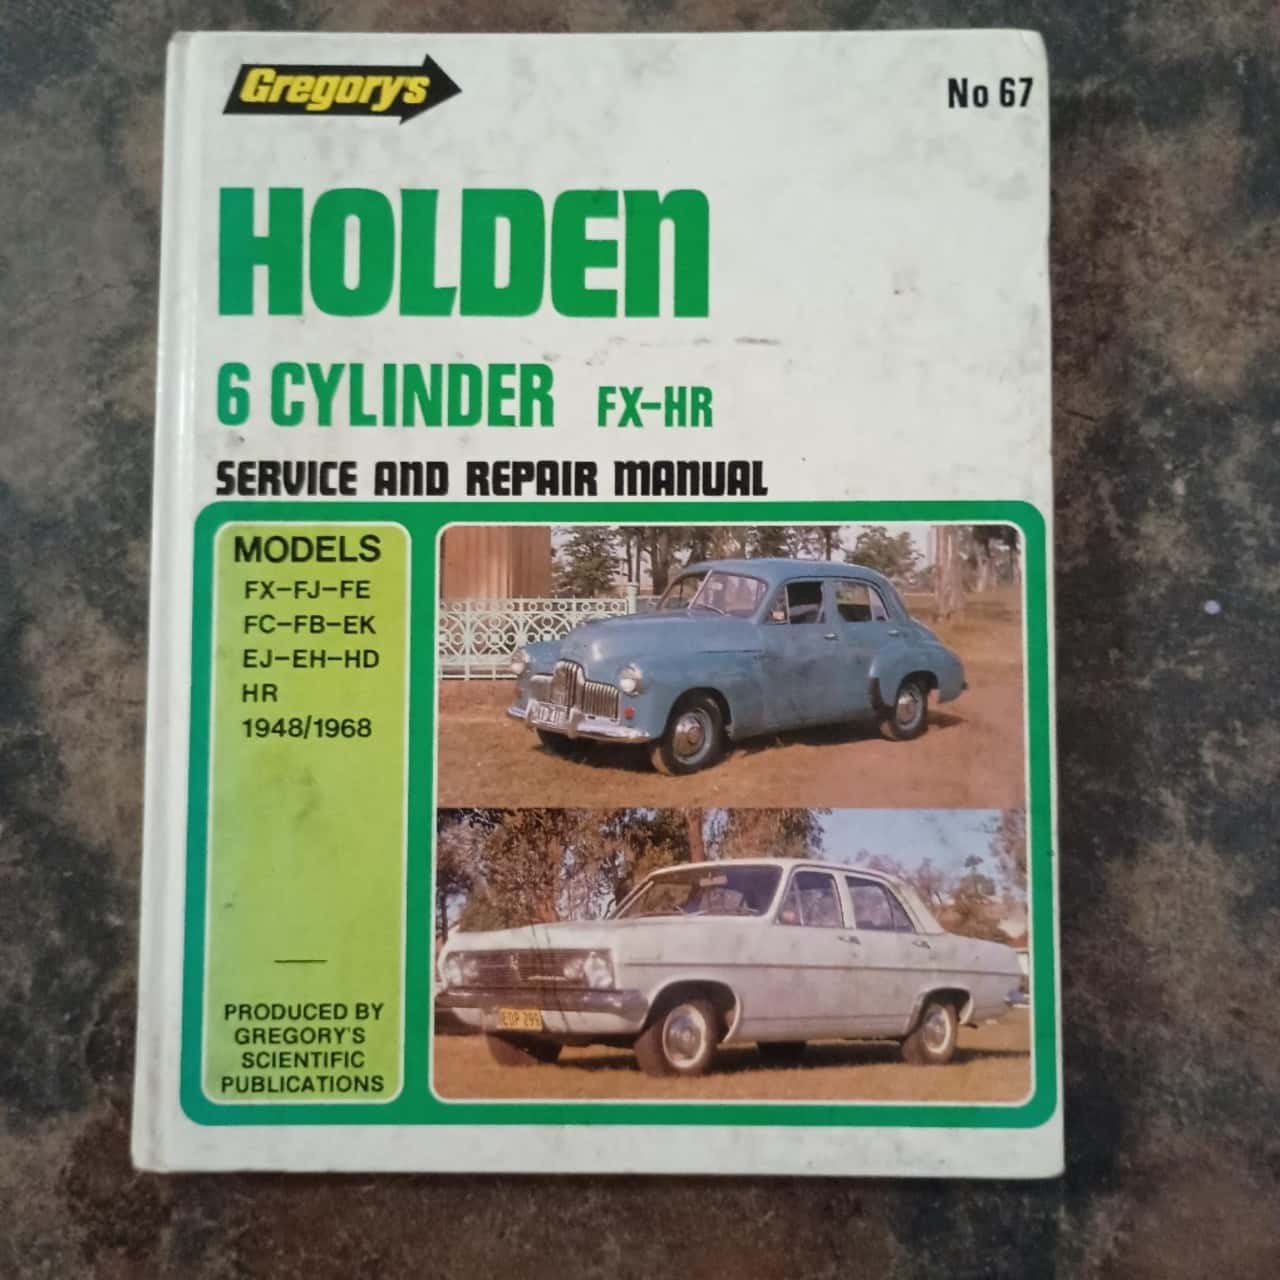 Gregory's
No 67
HOLDEN
6 CYLINDER FX-HR
SERVICE AND REPAIR MANUAL
MODELS
FX-FJ-FE
FC-FB-EK
EJ-EH-HD
HR
1948/1968
PRODUCED BY
GREGORY'S
SCIENTIFIC
PUBLICATIONS